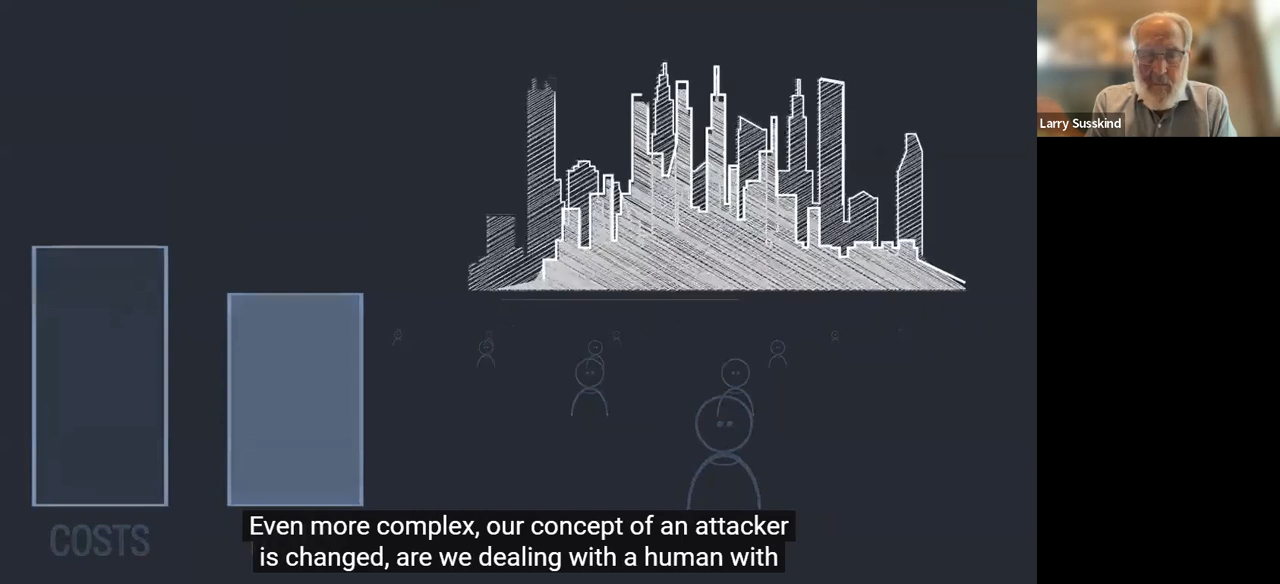 Larry Susskind
COSTS
Even more complex, our concept of an attacker
is changed, are we dealing with a human with